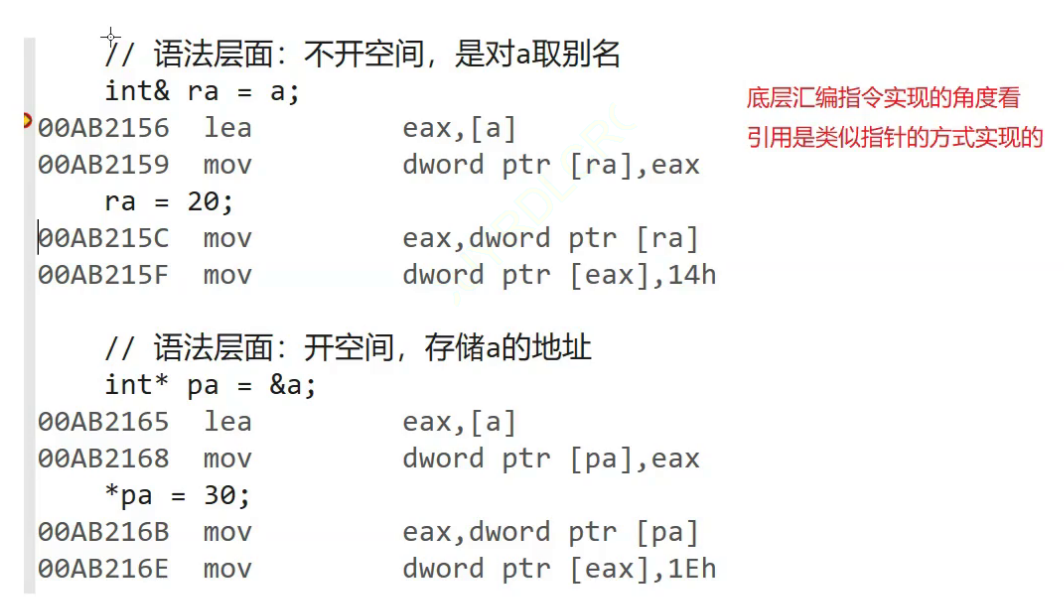 // 语法层面：不开空间，是对a取别名
int& ra = a;
底层汇编指令实现的角度看
00AB2156 lea eax,[a]
引用是类似指针的方式实现的
00AB2159 mov dword ptr [ra],eax
ra = 20;
00AB215C mov eax,dword ptr [ra]
00AB215F mov dword ptr [eax],14h
// 语法层面：开空间，存储a的地址
int* pa = &a;
00AB2165 lea eax,[a]
00AB2168 mov dword ptr [pa],eax
*pa = 30;
00AB216B mov eax,dword ptr [pa]
00AB216E mov dword ptr [eax],1Eh